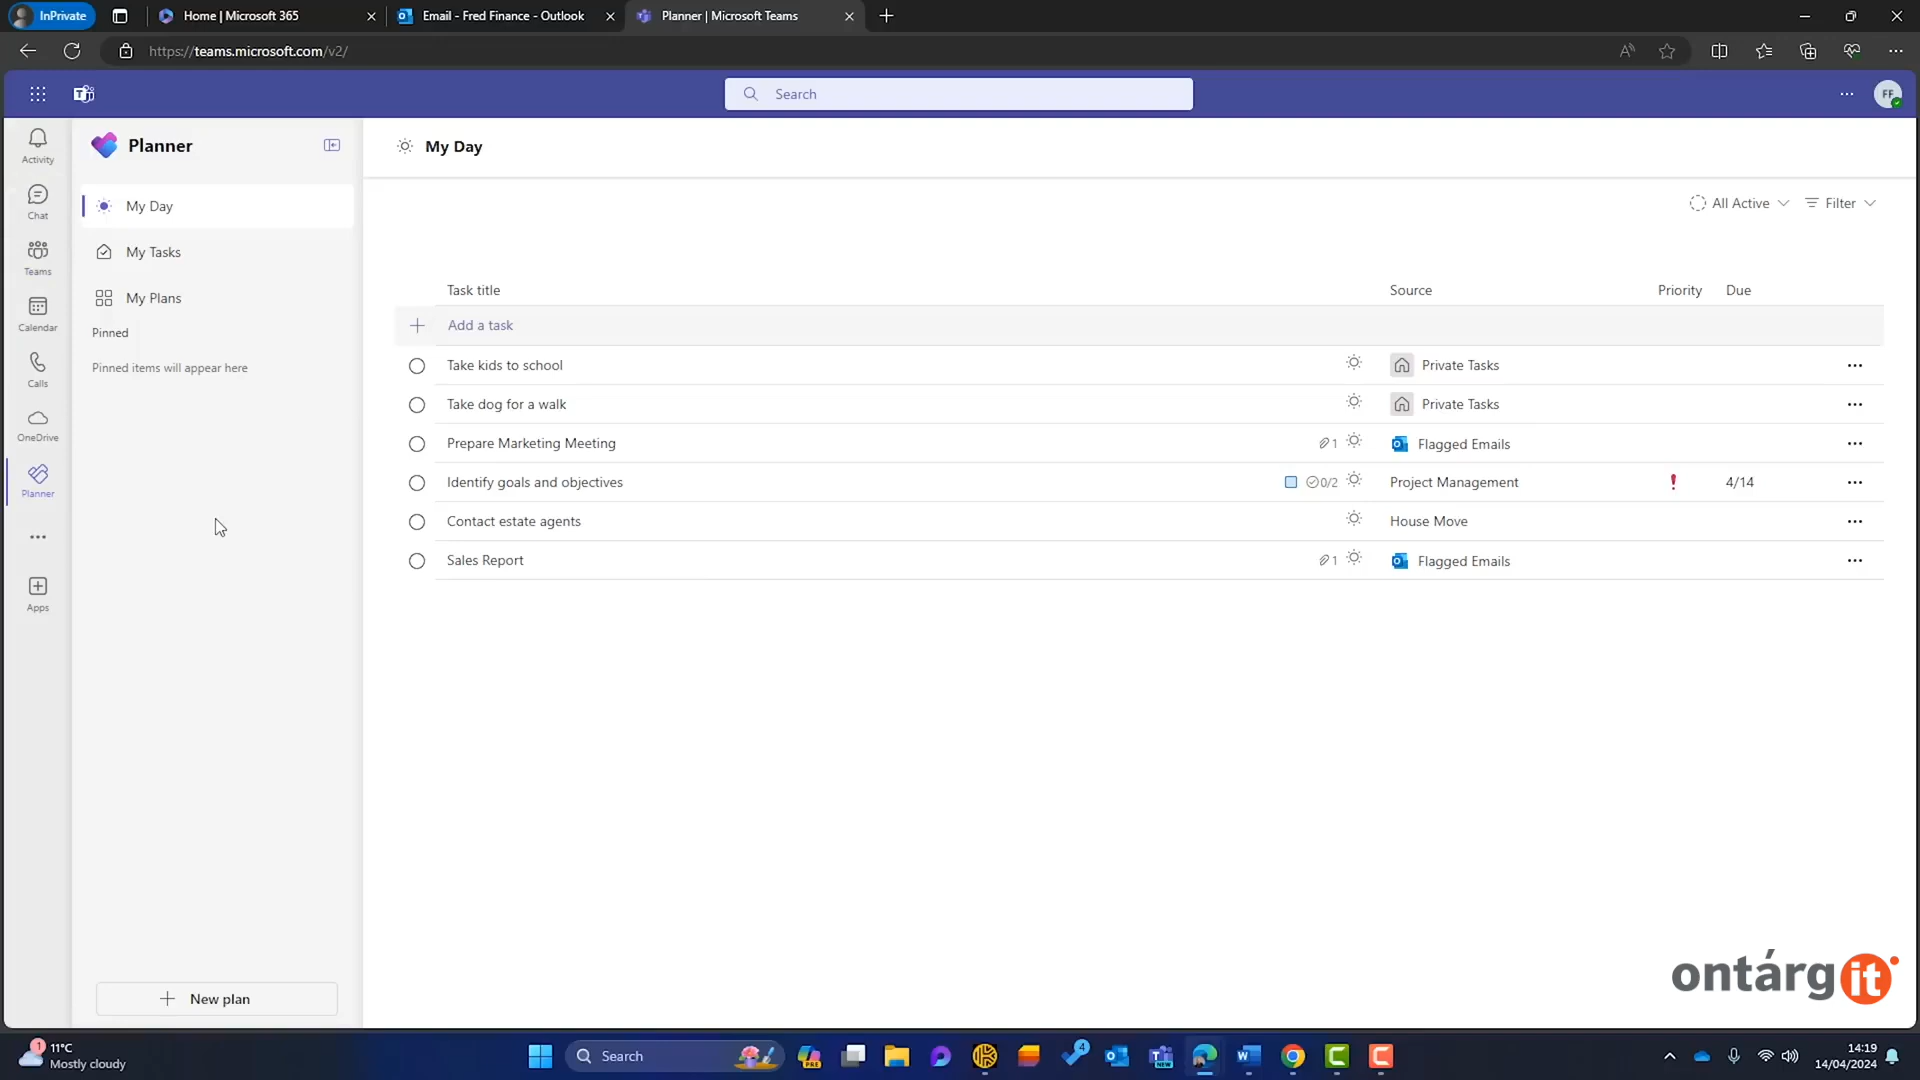 InPrivate
Home | Microsoft 365
Email - Fred Finance - Outlook
Planner | Microsoft Teams
https://teams.microsoft.com/v2/
Search
FF
Activity
Chat
Teams
Calendar
Calls
OneDrive
Planner
Apps
Planner
My Day
My Tasks
My Plans
Pinned
Pinned items will appear here
New plan
My Day
All Active
Filter
Task title Source Priority Due
Add a task
Take kids to school Private Tasks
Take dog for a walk Private Tasks
Prepare Marketing Meeting 1 Flagged Emails
Identify goals and objectives 0/2 Project Management 4/14
Contact estate agents House Move
Sales Report 1 Flagged Emails
ontárgit
1
11°C
Mostly cloudy
Search
PRE
4
NEW
14:19
14/04/2024